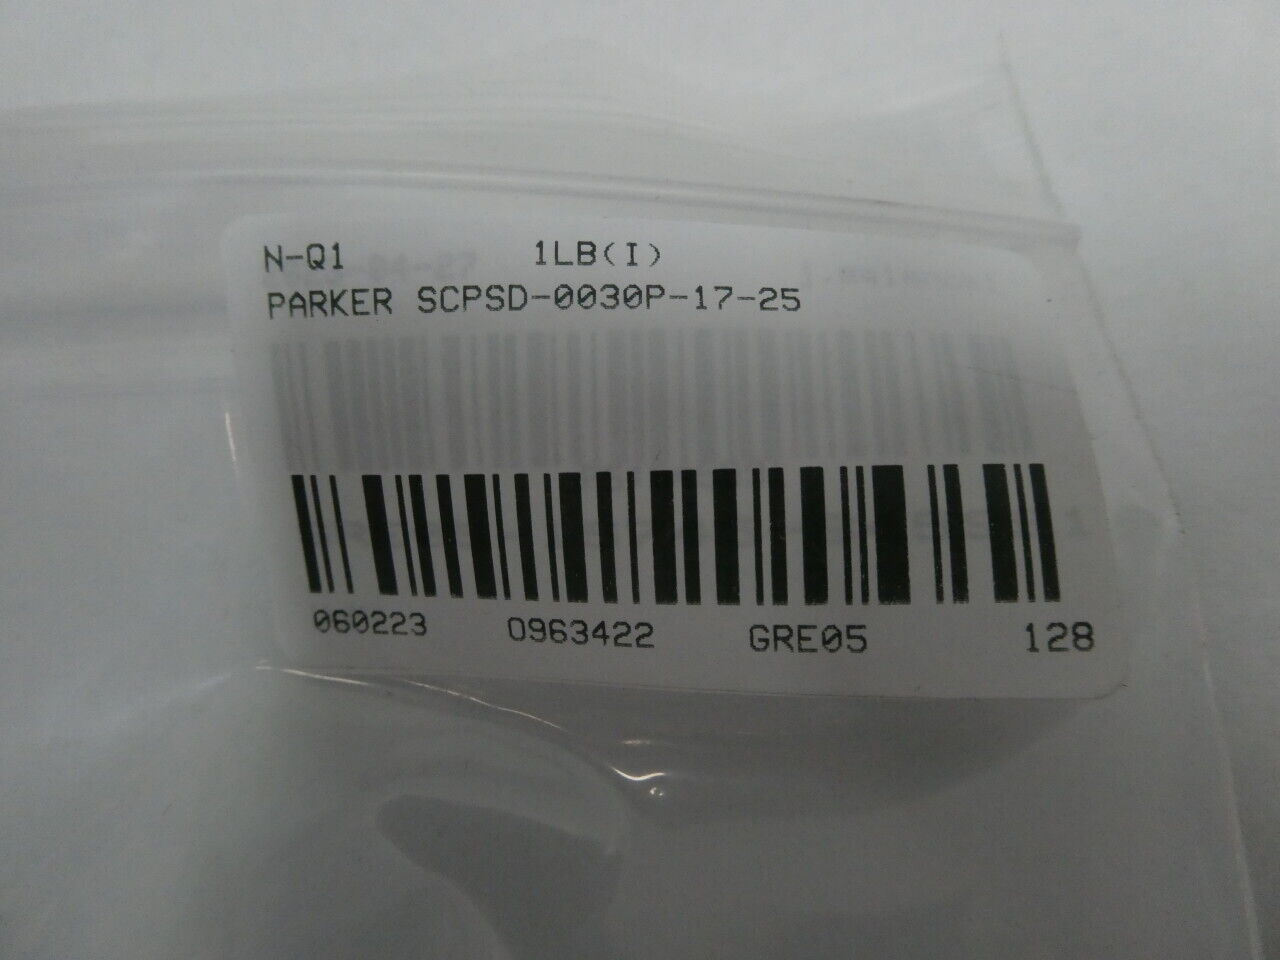 N-Q1 1LB(I)
PARKER SCPSD-0030P-17-25
060223 0963422 GRE05 128